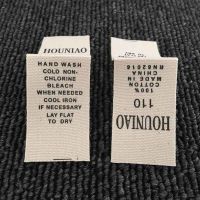 HOUNIAO
HAND WASH
COLD NON-
CHLORINE
BLEACH
WHEN NEEDED
COOL IRON
IF NECESSARY
LAY FLAT
TO DRY
HOUNIAO
110
100%
COTTON
MADE IN
CHINA
RN82016